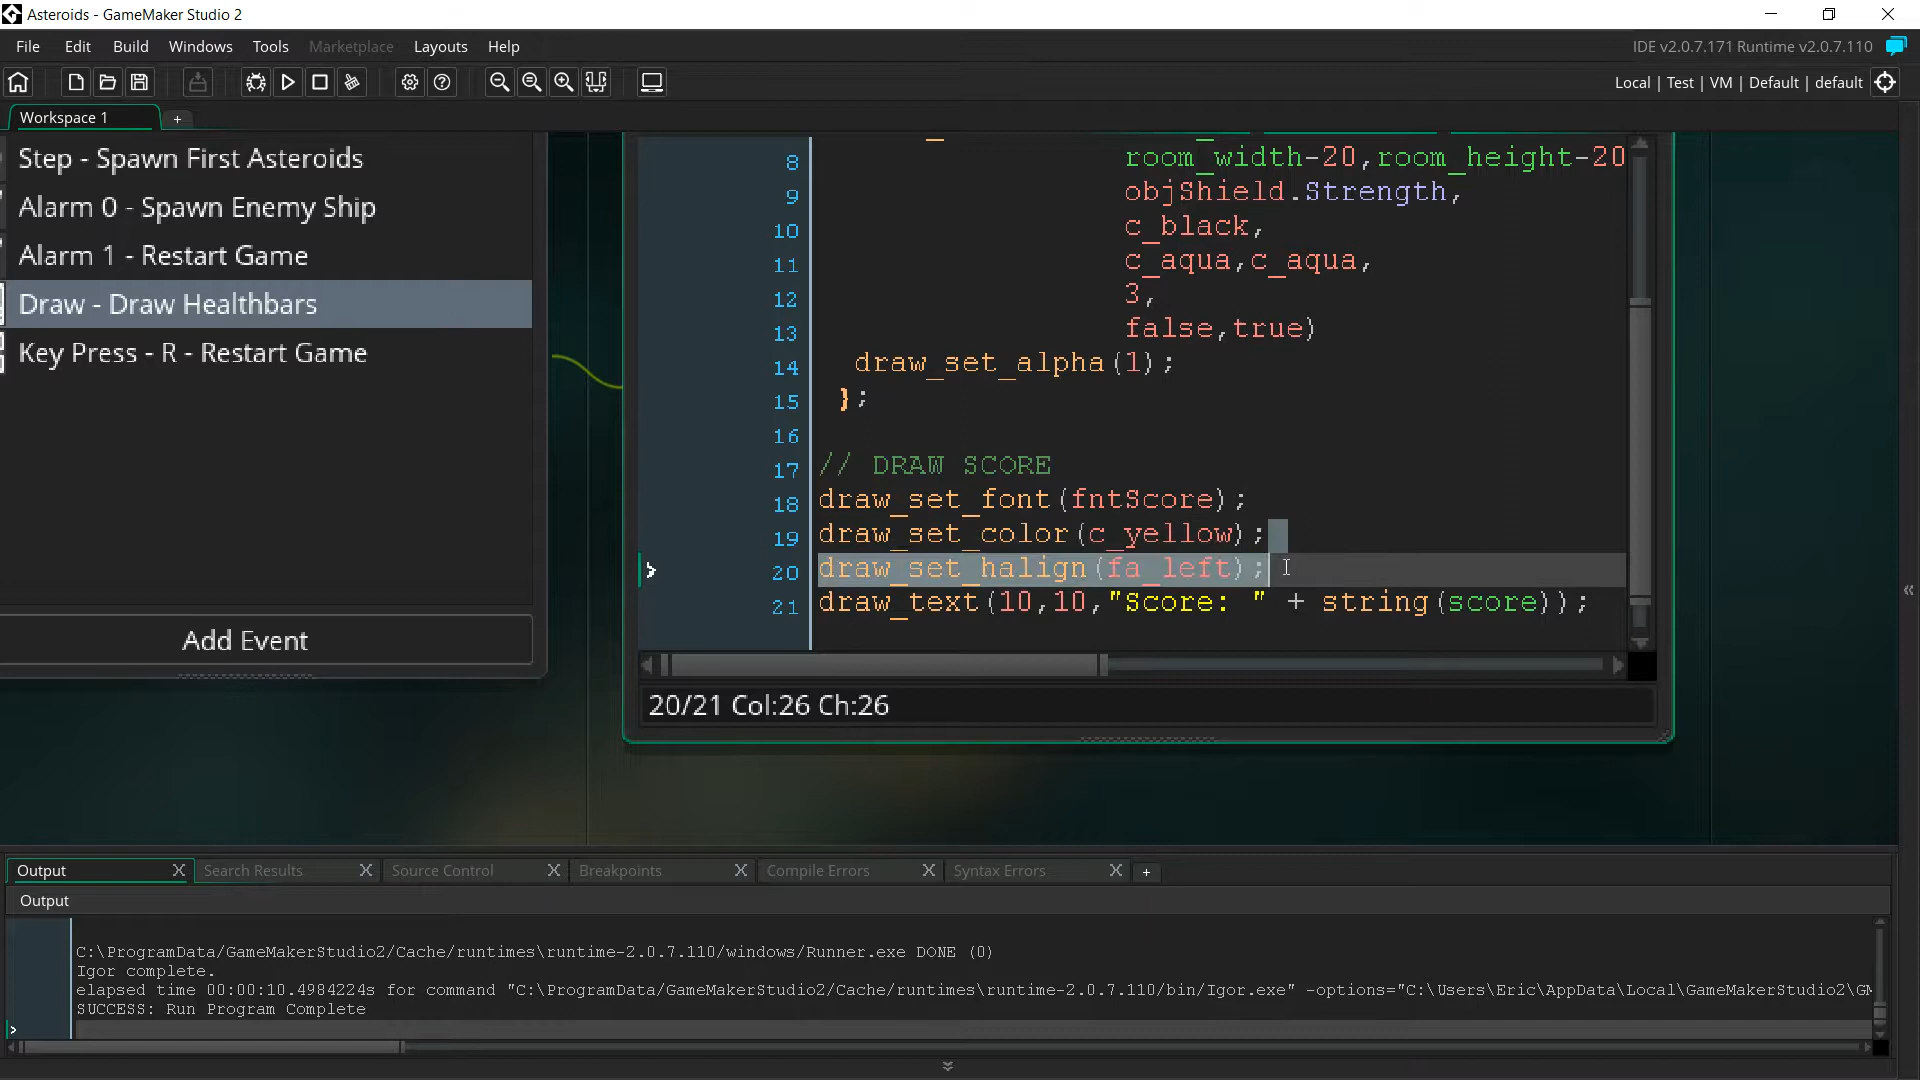 Asteroids - GameMaker Studio 2
File Edit Build Windows Tools Marketplace Layouts Help
IDE v2.0.7.171 Runtime v2.0.7.110
Local | Test | VM | Default | default
Workspace 1 +
Step - Spawn First Asteroids
Alarm 0 - Spawn Enemy Ship
Alarm 1 - Restart Game
Draw - Draw Healthbars
Key Press - R - Restart Game
Add Event
8 room_width-20,room_height-20
9 objShield.Strength,
10 c_black,
11 c_aqua,c_aqua,
12 3,
13 false,true)
14 draw_set_alpha(1);
15 };
16
17 // DRAW SCORE
18 draw_set_font(fntScore);
19 draw_set_color(c_yellow);
20 draw_set_halign(fa_left);
21 draw_text(10,10,"Score: " + string(score));
20/21 Col:26 Ch:26
Output Search Results Source Control Breakpoints Compile Errors Syntax Errors +
Output
C:\ProgramData/GameMakerStudio2/Cache/runtimes\runtime-2.0.7.110/windows/Runner.exe DONE (0)
Igor complete.
elapsed time 00:00:10.4984224s for command "C:\ProgramData/GameMakerStudio2/Cache/runtimes\runtime-2.0.7.110/bin/Igor.exe" -options="C:\Users\Eric\AppData\Local\GameMakerStudio2\GM
SUCCESS: Run Program Complete